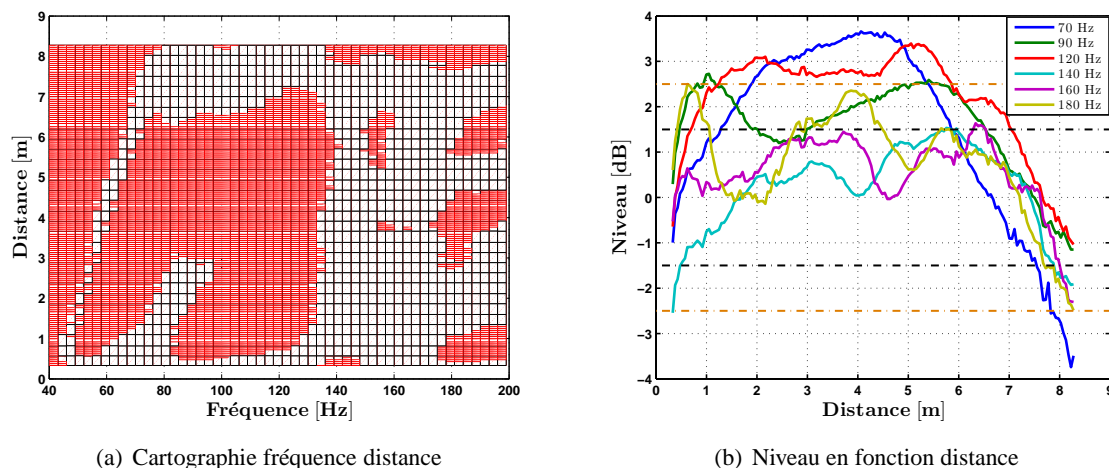 9
8
7
6
5
4
3
2
1
0
Distance [m]
40 60 80 100 120 140 160 180 200
Fréquence [Hz]
(a) Cartographie fréquence distance
5
4
3
2
1
0
−1
−2
−3
−4
Niveau [dB]
0 1 2 3 4 5 6 7 8 9
Distance [m]
70 Hz
90 Hz
120 Hz
140 Hz
160 Hz
180 Hz
(b) Niveau en fonction distance